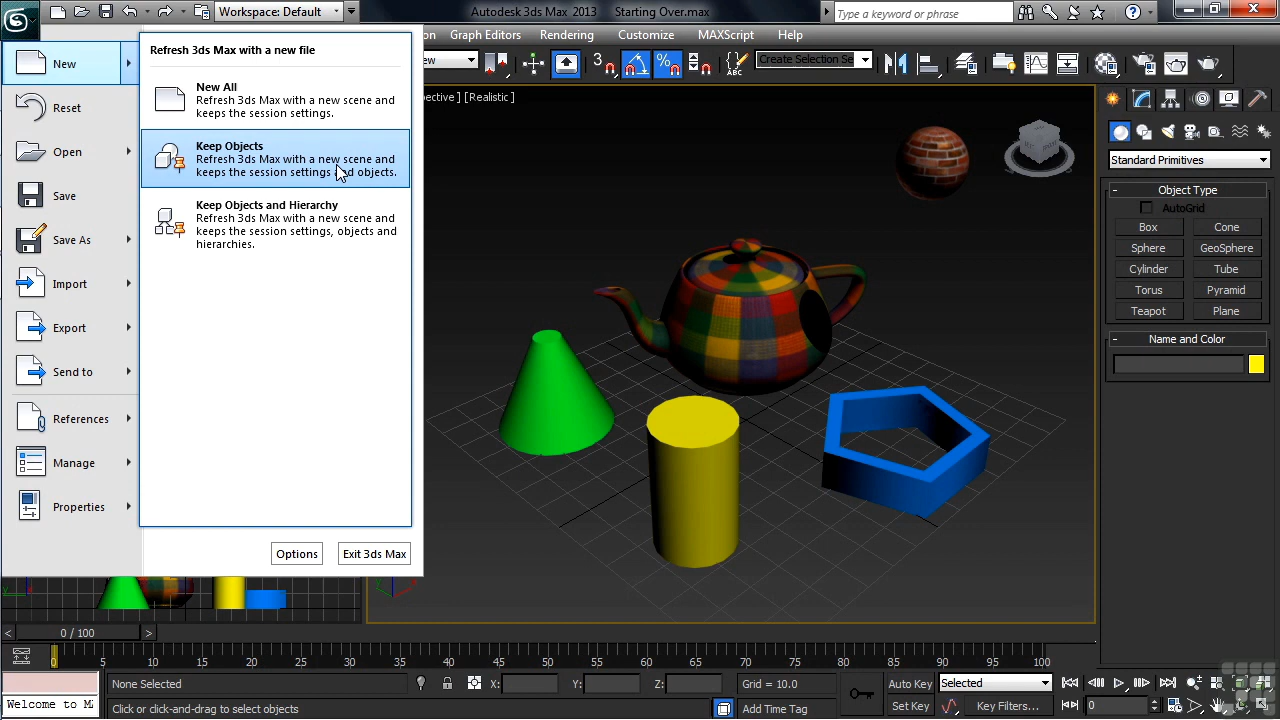 Workspace: Default
Autodesk 3ds Max 2013 Starting Over.max
Type a keyword or phrase
Graph Editors Rendering Customize MAXScript Help
New
Reset
Open
Save
Save As
Import
Export
Send to
References
Manage
Properties
Refresh 3ds Max with a new file
New All
Refresh 3ds Max with a new scene and
keeps the session settings.
Keep Objects
Refresh 3ds Max with a new scene and
keeps the session settings and objects.
Keep Objects and Hierarchy
Refresh 3ds Max with a new scene and
keeps the session settings, objects and
hierarchies.
Options Exit 3ds Max
Create Selection Se
] [Realistic ]
Standard Primitives
- Object Type
AutoGrid
Box Cone
Sphere GeoSphere
Cylinder Tube
Torus Pyramid
Teapot Plane
- Name and Color
< 0 / 100 >
0 5 10 15 20 25 30 35 40 45 50 55 60 65 70 75 80 85 90 95 100
None Selected X: Y: Z: Grid = 10.0 Auto Key Selected
Welcome to Click or click-and-drag to select objects Add Time Tag Set Key Key Filters... 0